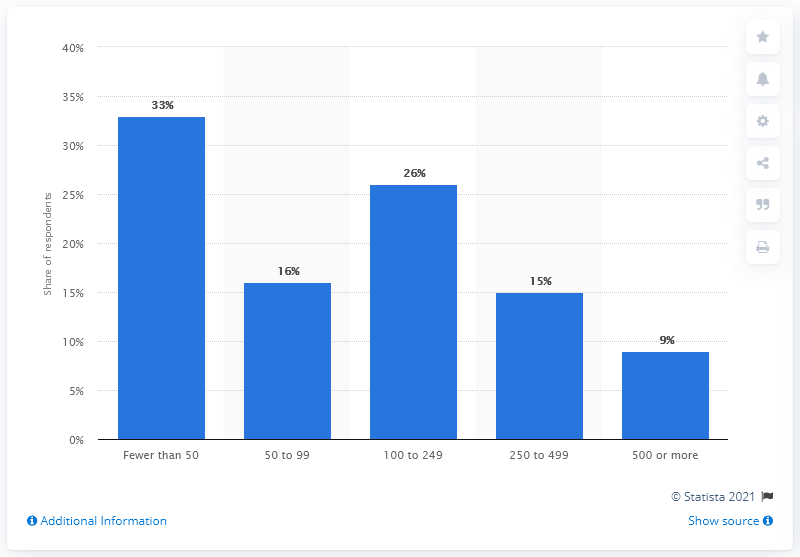 40%
35%
30%
25%
20%
15%
10%
5%
0%
Share of respondents
33%
16%
26%
15%
9%
Fewer than 50
50 to 99
100 to 249
250 to 499
500 or more
© Statista 2021
Additional Information
Show source